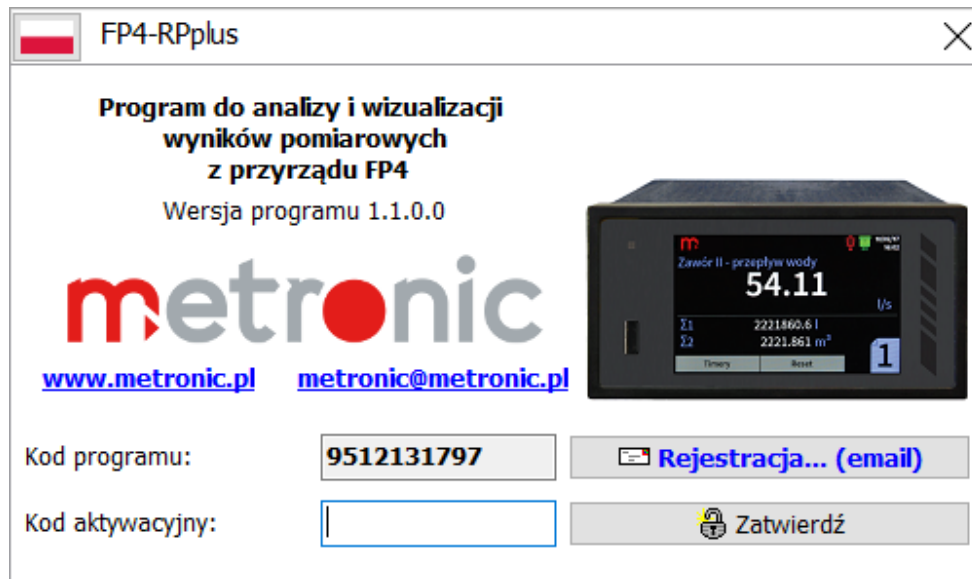 FP4-RPplus
Program do analizy i wizualizacji
wyników pomiarowych
z przyrządu FP4
Wersja programu 1.1.0.0
metronic
www.metronic.pl metronic@metronic.pl
Zawór II - przepływ wody
54.11
l/s
Σ1 2221860.6 l
Σ2 2221.861 m³
Timery Reset
1
Kod programu: 9512131797 Rejestracja... (email)
Kod aktywacyjny: Zatwierdź